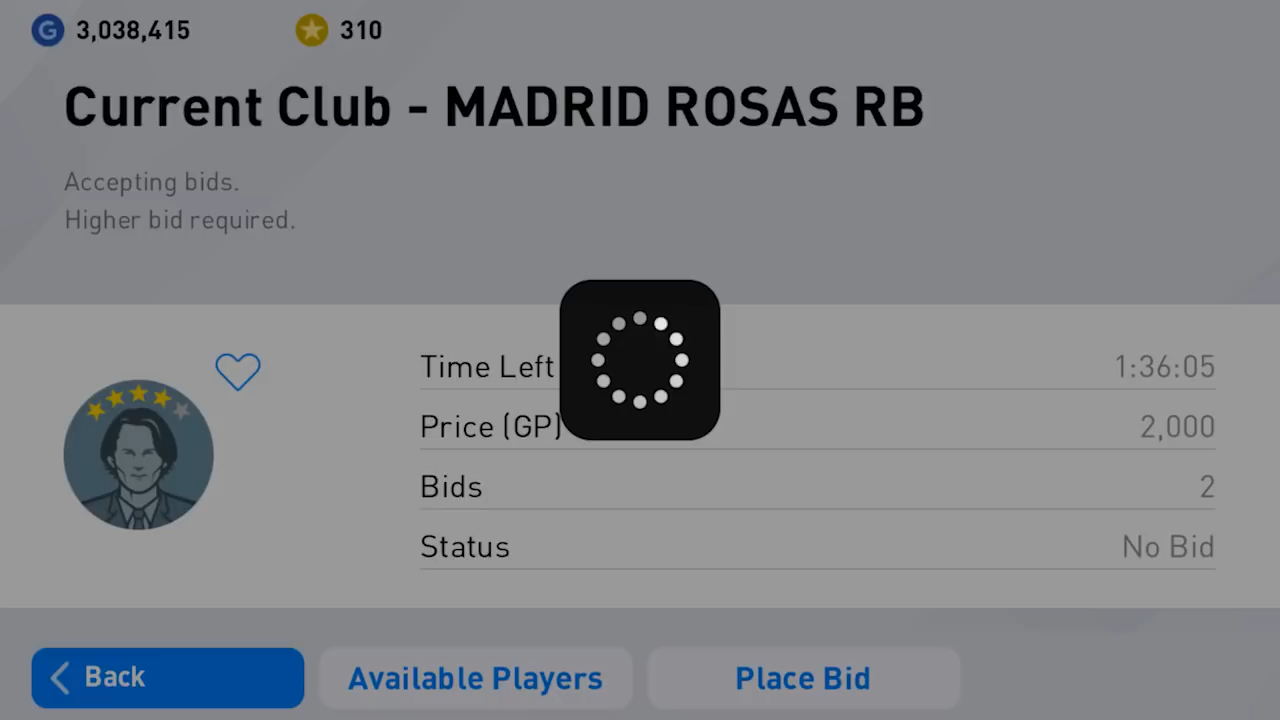 G 3,038,415 310
Current Club - MADRID ROSAS RB
Accepting bids.
Higher bid required.
Time Left 1:36:05
Price (GP) 2,000
Bids 2
Status No Bid
Back Available Players Place Bid